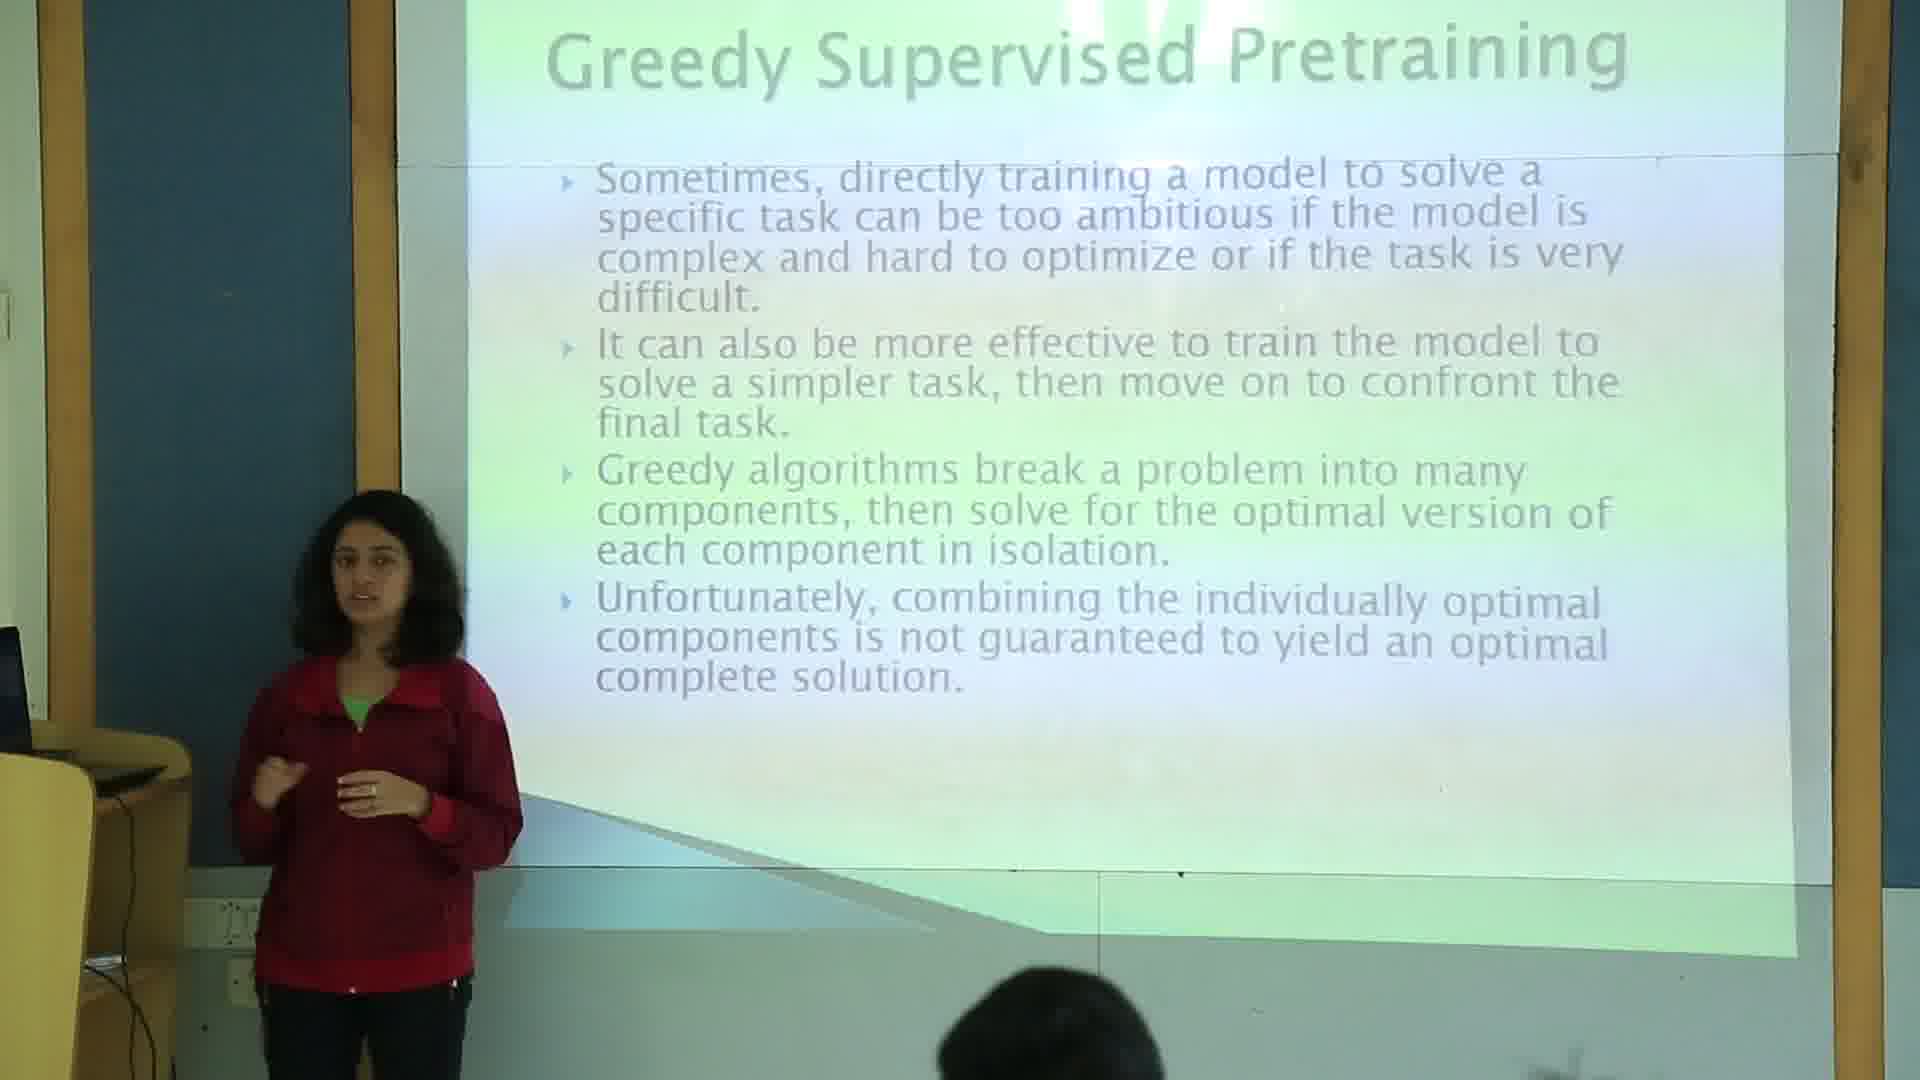 Greedy Supervised Pretraining
Sometimes, directly training a model to solve a
specific task can be too ambitious if the model is
complex and hard to optimize or if the task is very
difficult.
It can also be more effective to train the model to
solve a simpler task, then move on to confront the
final task.
Greedy algorithms break a problem into many
components, then solve for the optimal version of
each component in isolation.
Unfortunately, combining the individually optimal
components is not guaranteed to yield an optimal
complete solution.